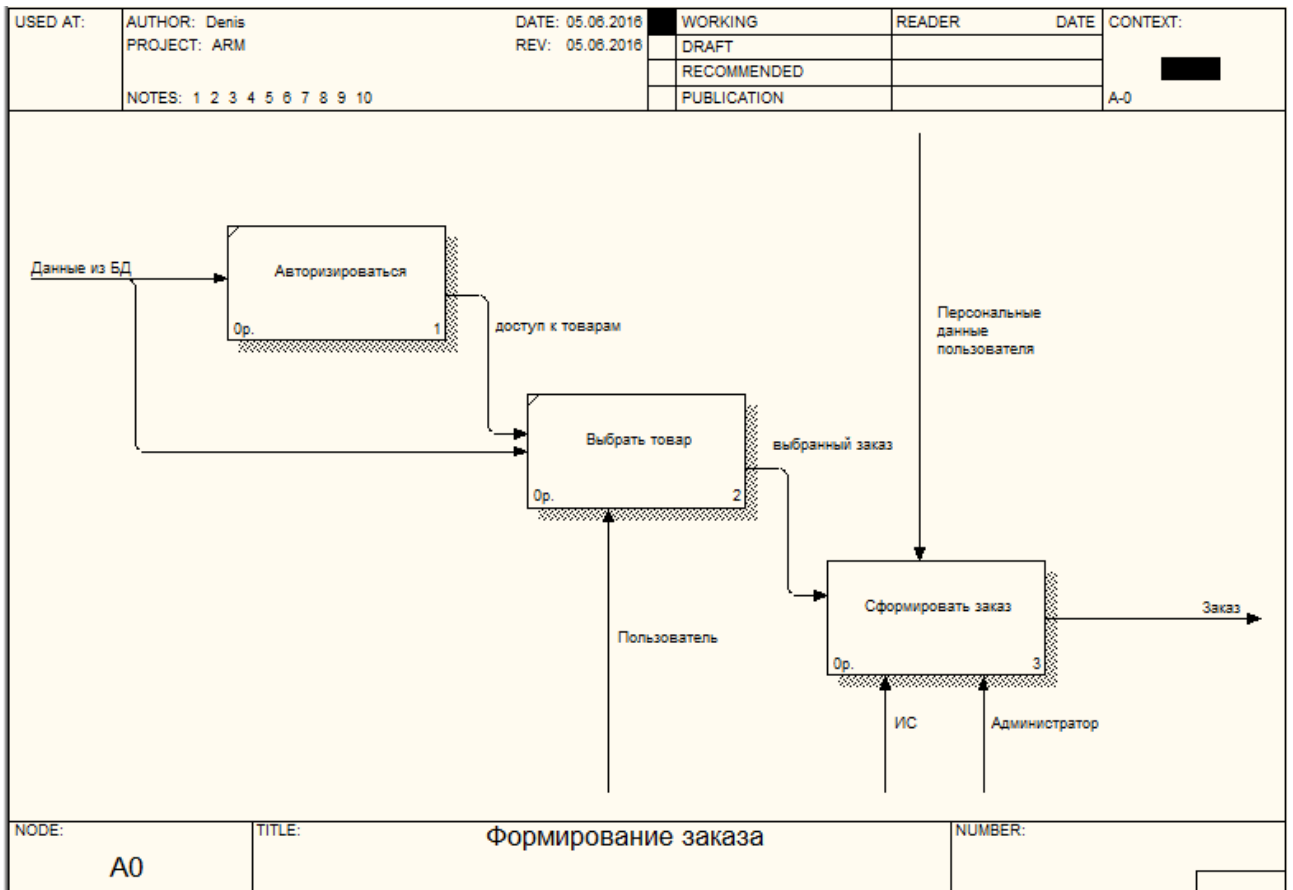 USED AT:
AUTHOR: Denis
DATE: 05.06.2016
PROJECT: ARM
REV: 05.06.2016
NOTES: 1 2 3 4 5 6 7 8 9 10
WORKING
DRAFT
RECOMMENDED
PUBLICATION
READER DATE
CONTEXT:
A-0
Данные из БД
Авторизироваться
0р. 1
доступ к товарам
Персональные
данные
пользователя
Выбрать товар
0р. 2
выбранный заказ
Пользователь
Сформировать заказ
0р. 3
Заказ
ИС
Администратор
NODE:
A0
TITLE:
Формирование заказа
NUMBER: